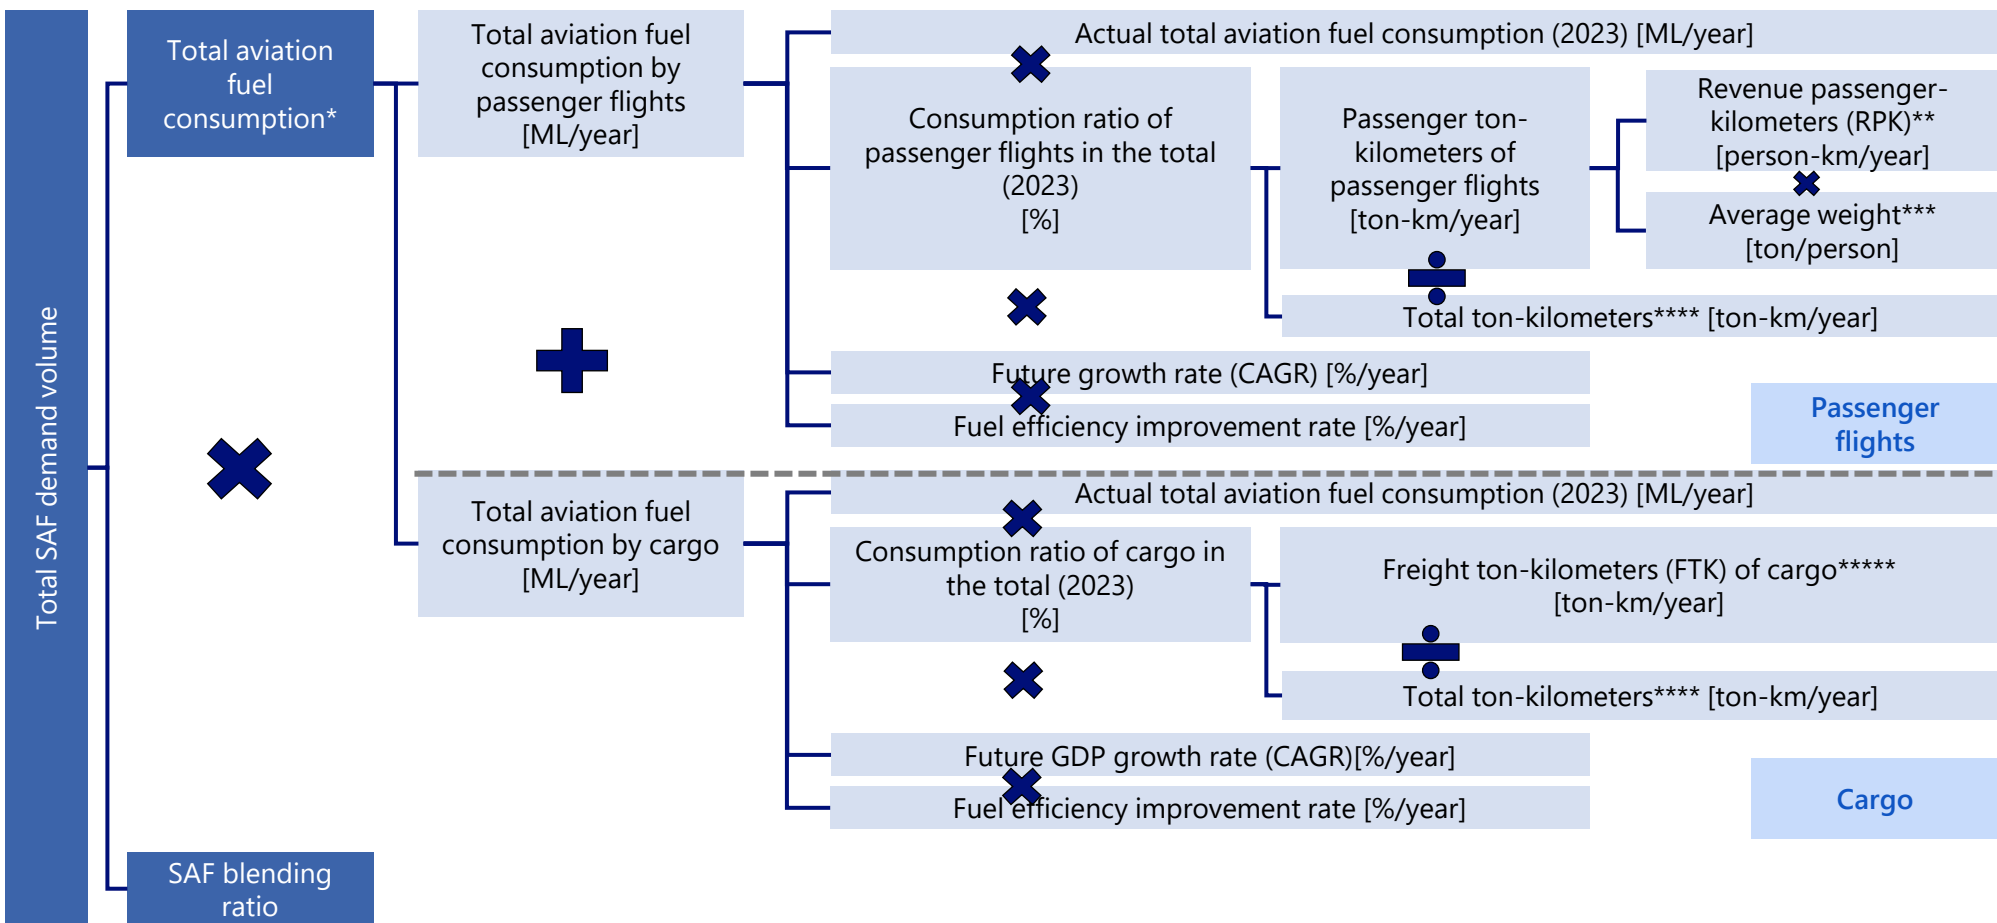 Total SAF demand volume
Total aviation
fuel
consumption*
SAF blending
ratio
Total aviation fuel
consumption by
passenger flights
[ML/year]
Actual total aviation fuel consumption (2023) [ML/year]
Consumption ratio of
passenger flights in the total
(2023)
[%]
Passenger ton-
kilometers of
passenger flights
[ton-km/year]
Revenue passenger-
kilometers (RPK)**
[person-km/year]
Average weight***
[ton/person]
Total ton-kilometers**** [ton-km/year]
Future growth rate (CAGR) [%/year]
Fuel efficiency improvement rate [%/year]
Passenger
flights
Total aviation fuel
consumption by cargo
[ML/year]
Actual total aviation fuel consumption (2023) [ML/year]
Consumption ratio of cargo in
the total (2023)
[%]
Freight ton-kilometers (FTK) of cargo*****
[ton-km/year]
Total ton-kilometers**** [ton-km/year]
Future GDP growth rate (CAGR)[%/year]
Fuel efficiency improvement rate [%/year]
Cargo